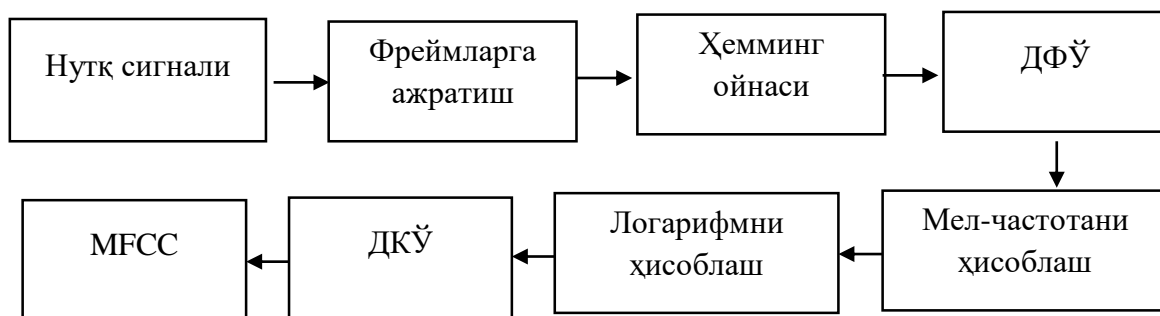 Нутқ сигнали
Фреймларга
ажратиш
Ҳемминг
ойнаси
ДФЎ
Мел-частотани
ҳисоблаш
Логарифмни
ҳисоблаш
ДКЎ
MFCC